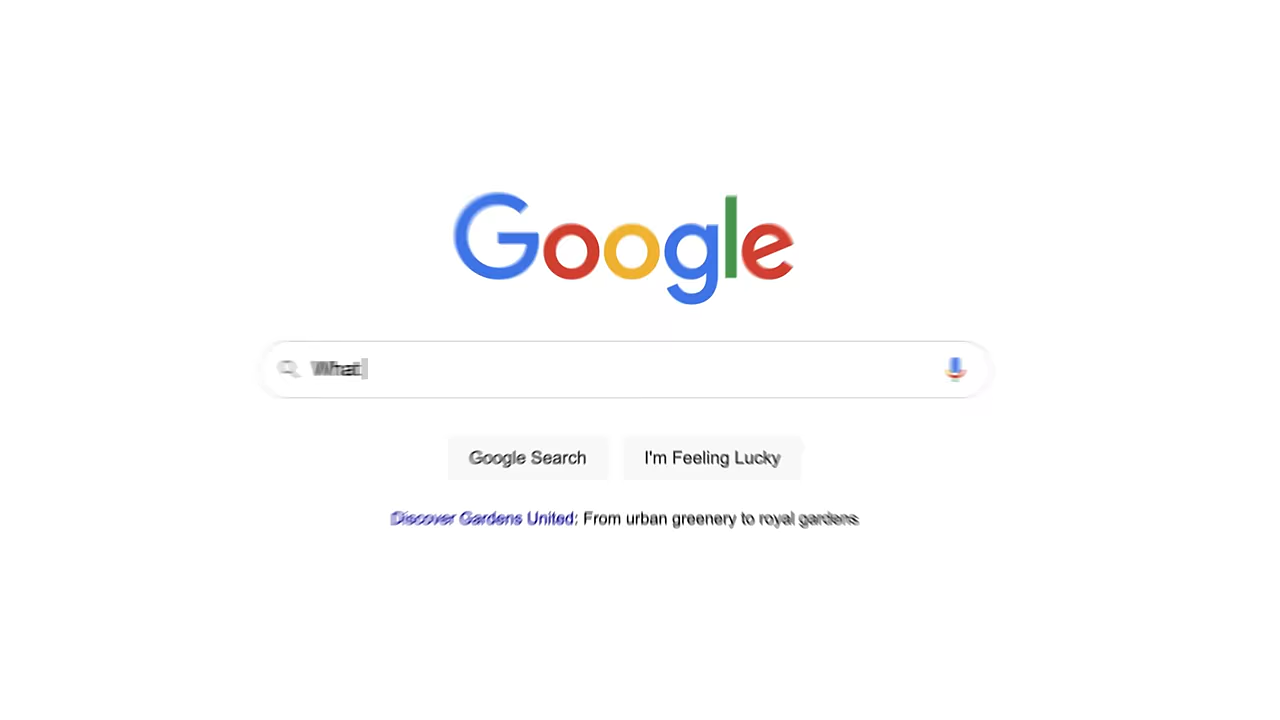 Google
What
Google Search I'm Feeling Lucky
Discover Gardens United: From urban greenery to royal gardens